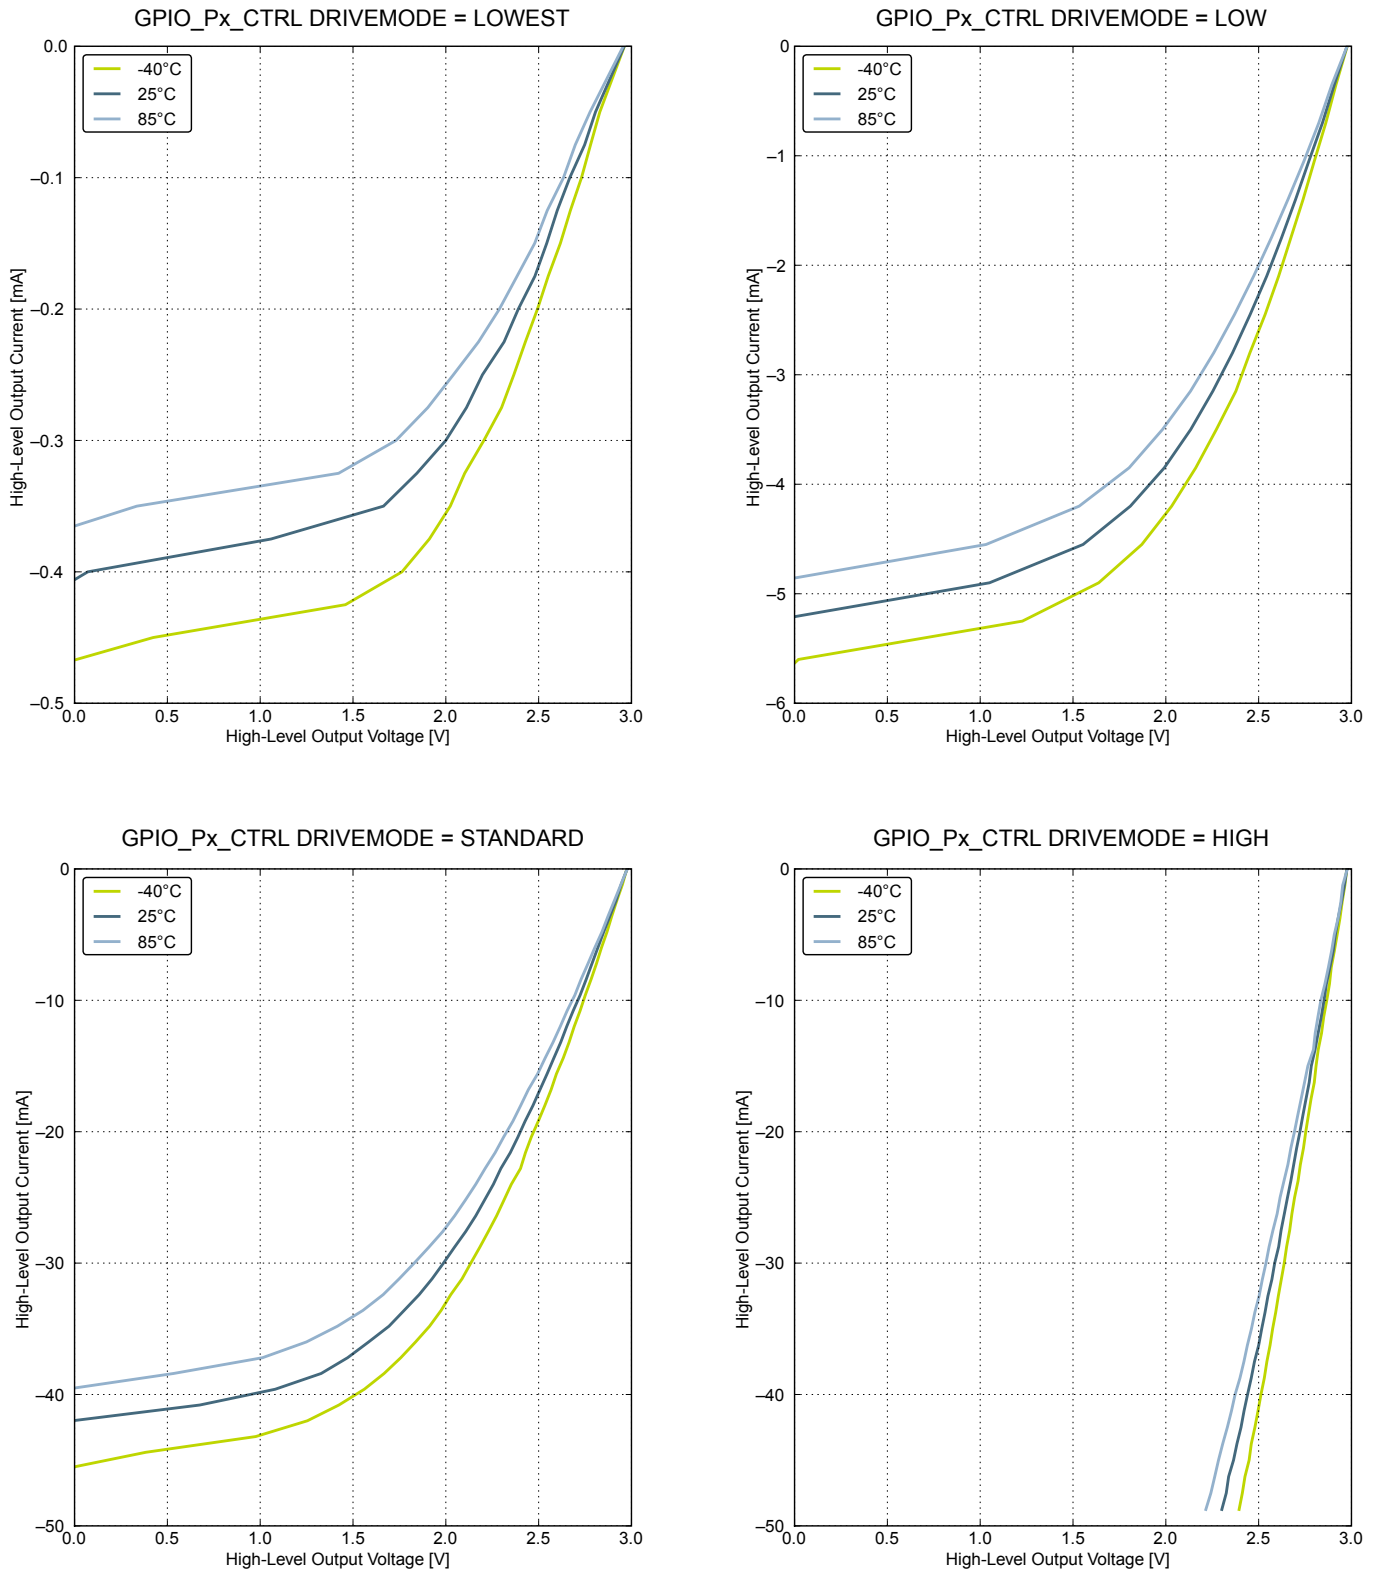 GPIO_Px_CTRL DRIVEMODE = LOWEST
0.0
–0.1
–0.2
–0.3
–0.4
–0.5
High-Level Output Current [mA]
-40°C
25°C
85°C
0.0 0.5 1.0 1.5 2.0 2.5 3.0
High-Level Output Voltage [V]
GPIO_Px_CTRL DRIVEMODE = LOW
0
–1
–2
–3
–4
–5
–6
High-Level Output Current [mA]
-40°C
25°C
85°C
0.0 0.5 1.0 1.5 2.0 2.5 3.0
High-Level Output Voltage [V]
GPIO_Px_CTRL DRIVEMODE = STANDARD
0
–10
–20
–30
–40
–50
High-Level Output Current [mA]
-40°C
25°C
85°C
0.0 0.5 1.0 1.5 2.0 2.5 3.0
High-Level Output Voltage [V]
GPIO_Px_CTRL DRIVEMODE = HIGH
0
–10
–20
–30
–40
–50
High-Level Output Current [mA]
-40°C
25°C
85°C
0.0 0.5 1.0 1.5 2.0 2.5 3.0
High-Level Output Voltage [V]